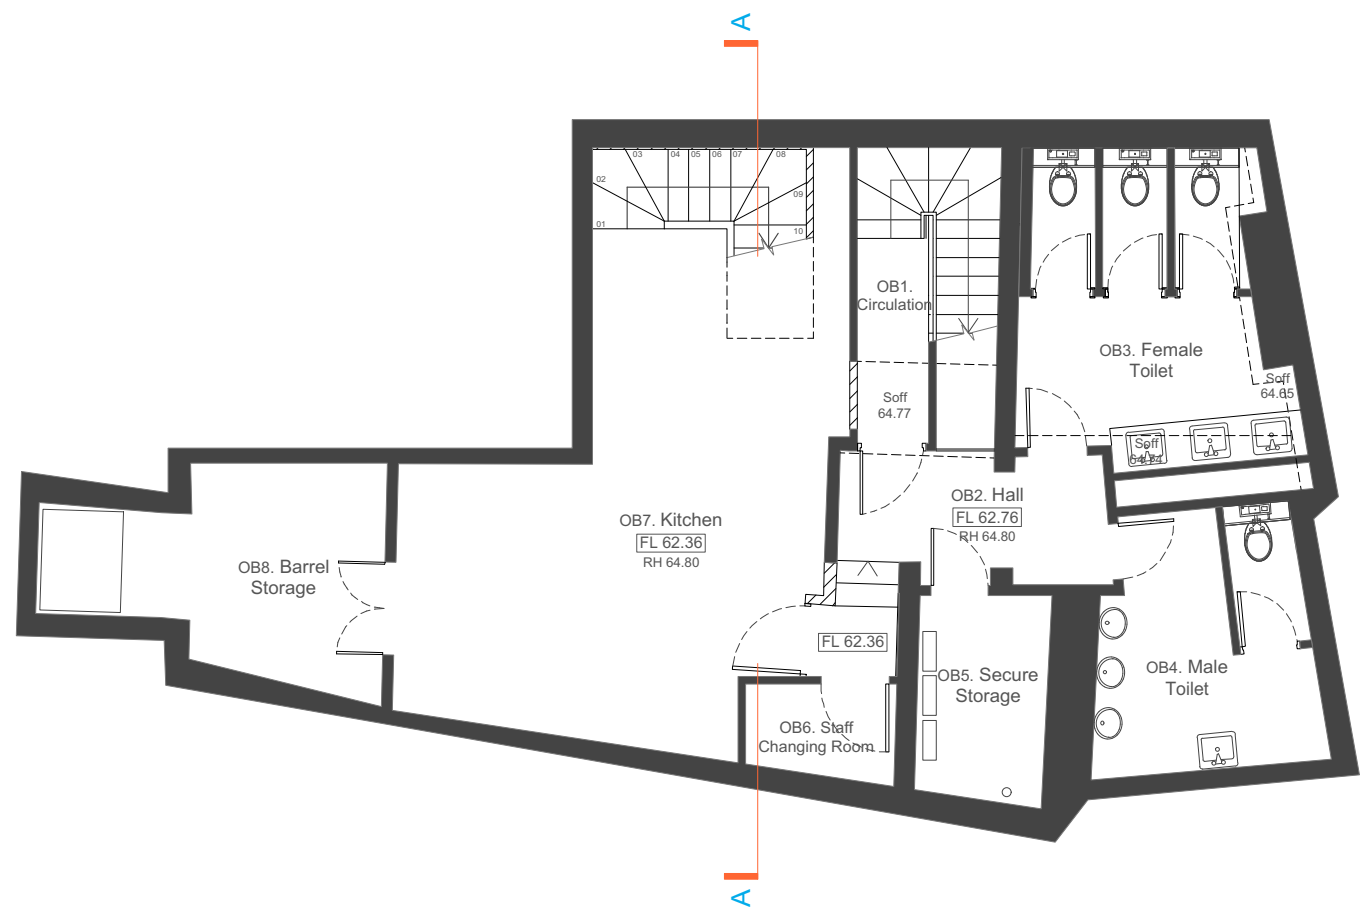 A
03
04
05
06
07
08
02
09
01
10
OB1.
Circulation
OB3. Female
Toilet
Soff
64.65
Soff
64.77
Soff
OB2. Hall
FL 62.76
RH 64.80
OB7. Kitchen
FL 62.36
RH 64.80
OB8. Barrel
Storage
FL 62.36
OB5. Secure
Storage
OB4. Male
Toilet
OB6. Staff
Changing Room
A